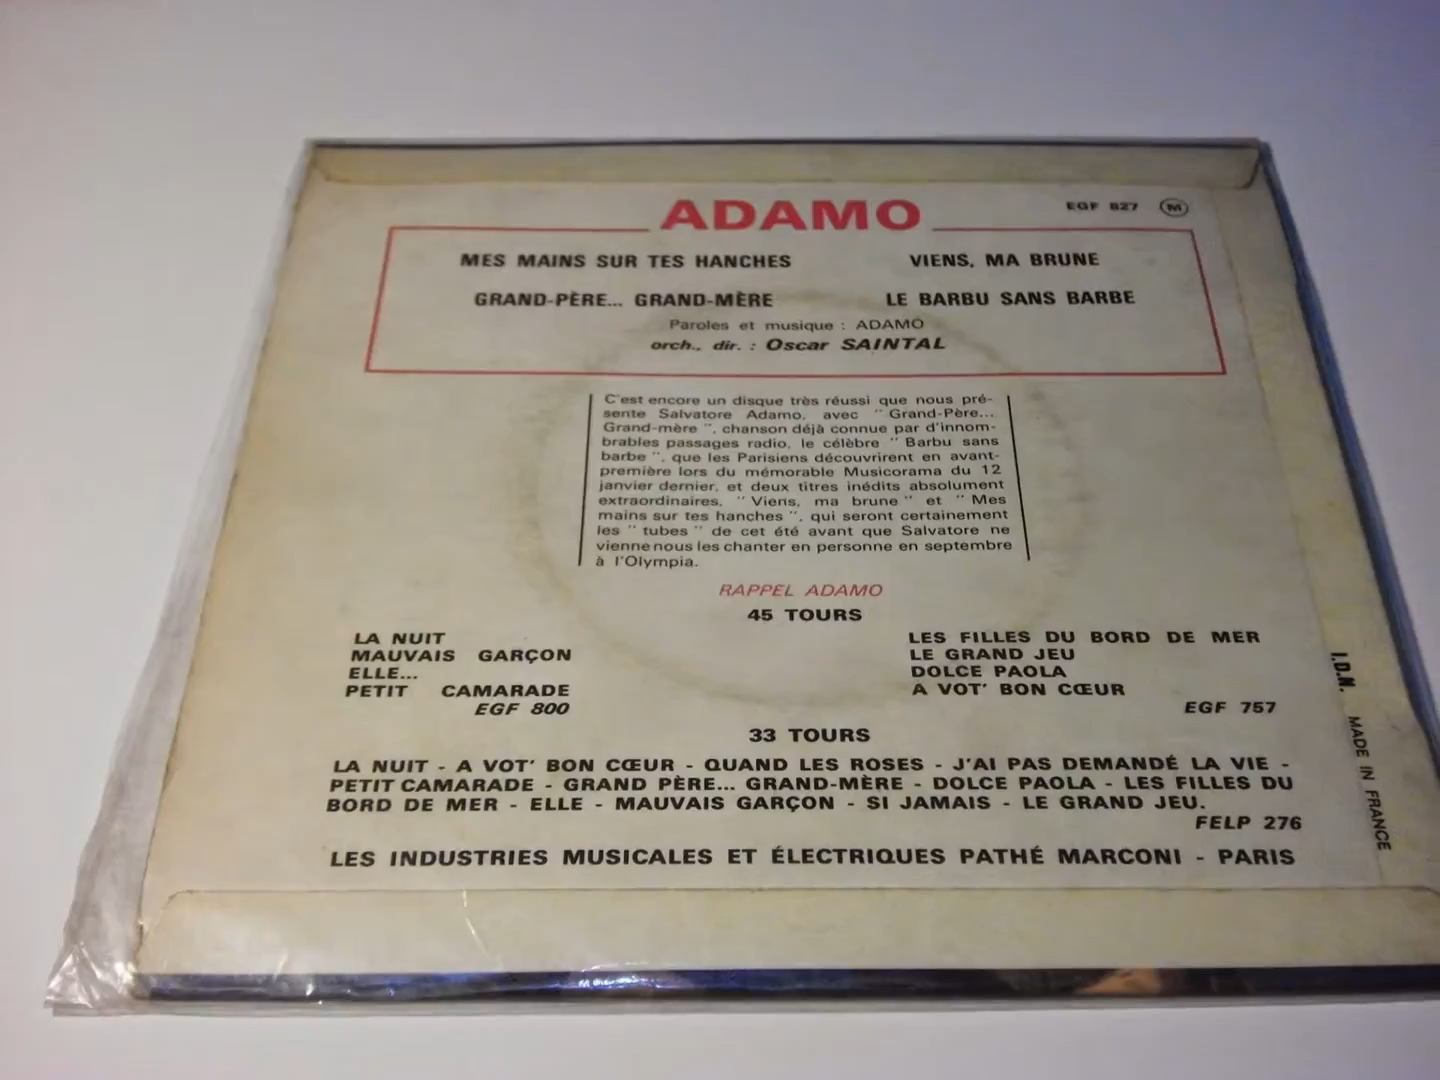 ADAMO
EGF 827 M
MES MAINS SUR TES HANCHES VIENS, MA BRUNE
GRAND-PÈRE... GRAND-MÈRE LE BARBU SANS BARBE
Paroles et musique : ADAMO
orch., dir. : Oscar SAINTAL
C'est encore un disque très réussi que nous pré-
sente Salvatore Adamo, avec " Grand-Père...
Grand-mère ", chanson déjà connue par d'innom-
brables passages radio, le célèbre " Barbu sans
barbe ", que les Parisiens découvrirent en avant-
première lors du mémorable Musicorama du 12
janvier dernier, et deux titres inédits absolument
extraordinaires, " Viens, ma brune " et " Mes
mains sur tes hanches ", qui seront certainement
les " tubes " de cet été avant que Salvatore ne
vienne nous les chanter en personne en septembre
à l'Olympia.
RAPPEL ADAMO
45 TOURS
LA NUIT
MAUVAIS GARÇON
ELLE...
PETIT CAMARADE
EGF 800
LES FILLES DU BORD DE MER
LE GRAND JEU
DOLCE PAOLA
A VOT' BON CŒUR
EGF 757
33 TOURS
LA NUIT - A VOT' BON CŒUR - QUAND LES ROSES - J'AI PAS DEMANDÉ LA VIE -
PETIT CAMARADE - GRAND PÈRE... GRAND-MÈRE - DOLCE PAOLA - LES FILLES DU
BORD DE MER - ELLE - MAUVAIS GARÇON - SI JAMAIS - LE GRAND JEU.
FELP 276
LES INDUSTRIES MUSICALES ET ÉLECTRIQUES PATHÉ MARCONI - PARIS
I.D.N. MADE IN FRANCE